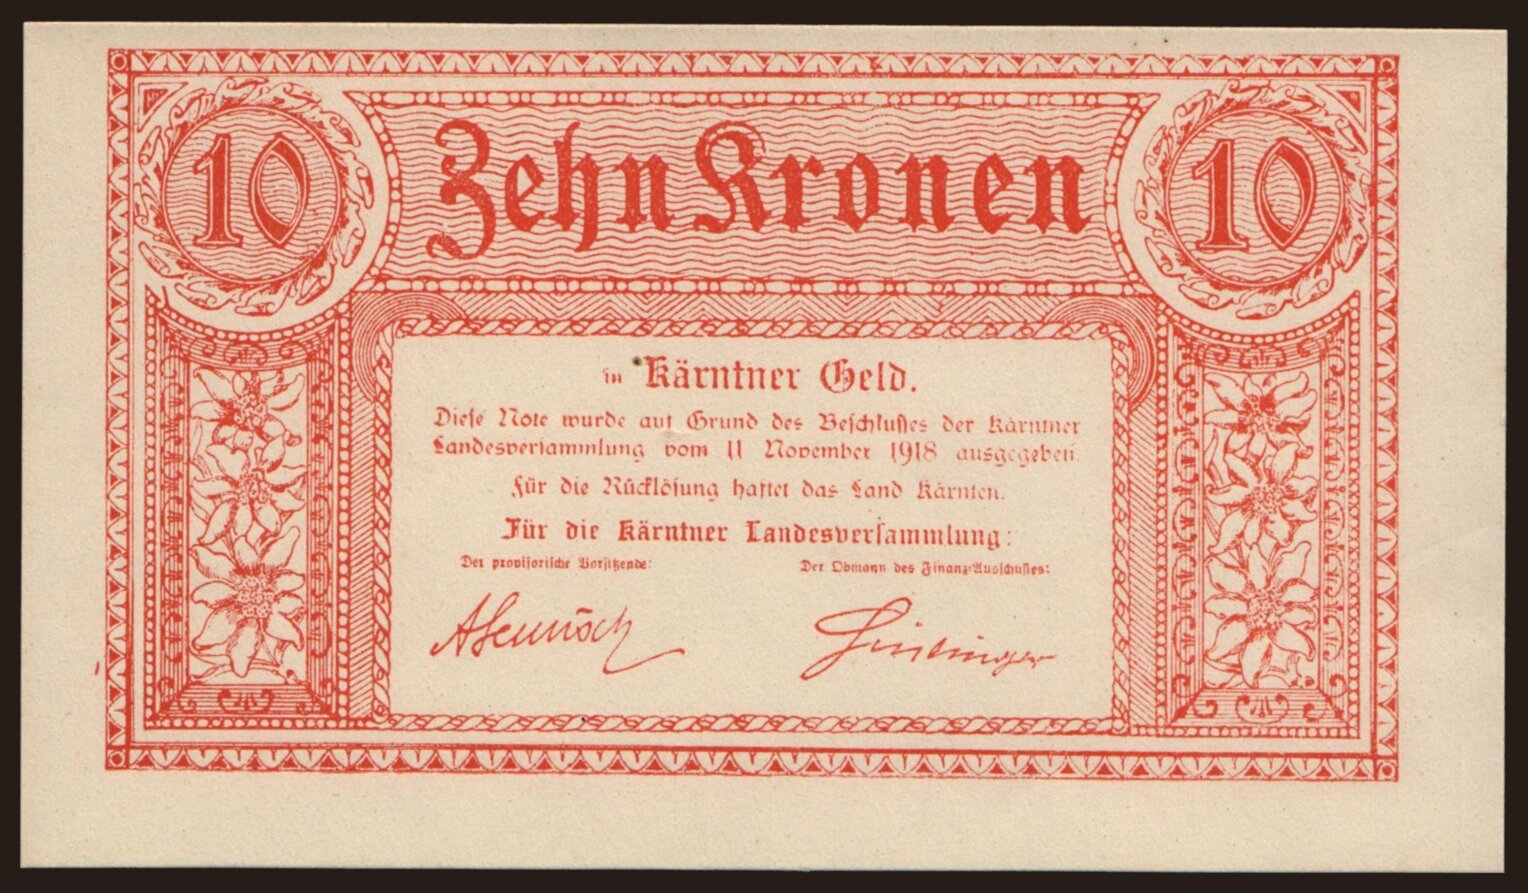 10 Zehn Kronen 10
in Kärntner Geld.
Diese Note wurde auf Grund des Beschlusses der Kärntner
Landesversammlung vom 11 November 1918 ausgegeben.
Für die Rücklösung haftet das Land Kärnten.
Für die Kärntner Landesversammlung:
Der provisorische Vorsitzende: Der Obmann des Finanz-Ausschusses: